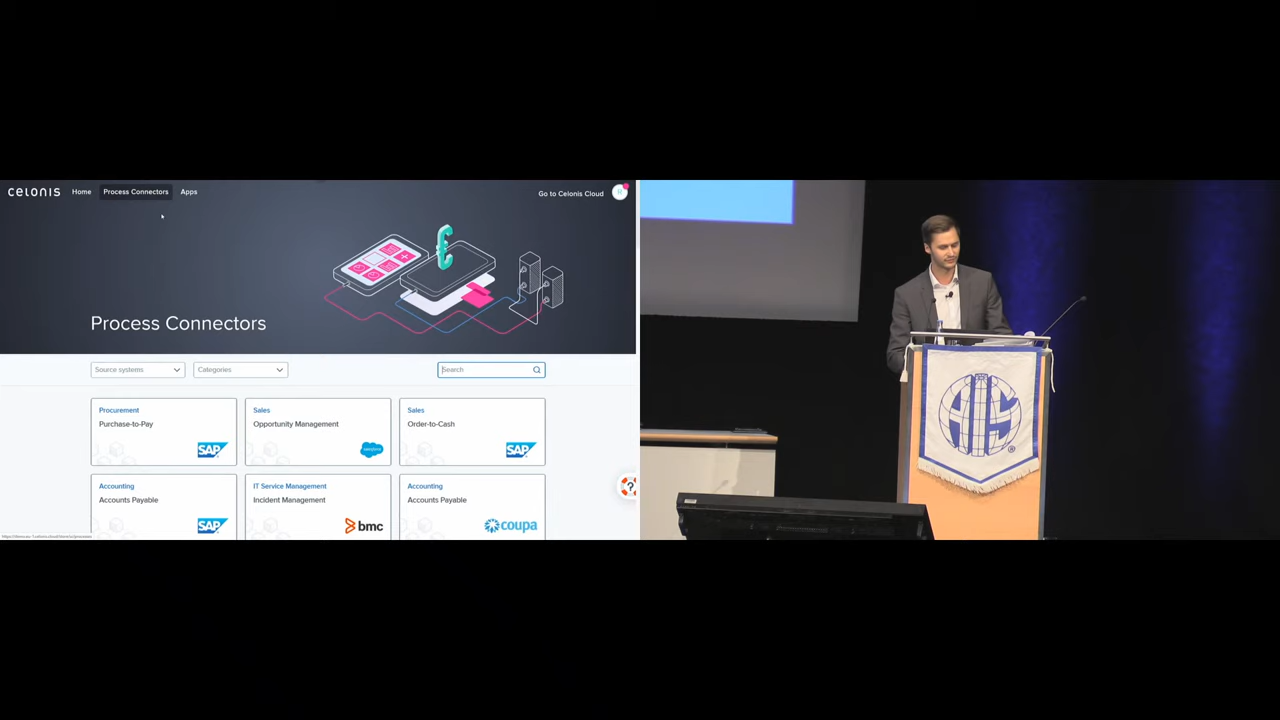 celonis Home Process Connectors Apps Go to Celonis Cloud
Process Connectors
Source systems Categories Search
Procurement
Purchase-to-Pay
SAP
Sales
Opportunity Management
salesforce
Sales
Order-to-Cash
SAP
Accounting
Accounts Payable
SAP
IT Service Management
Incident Management
bmc
Accounting
Accounts Payable
coupa